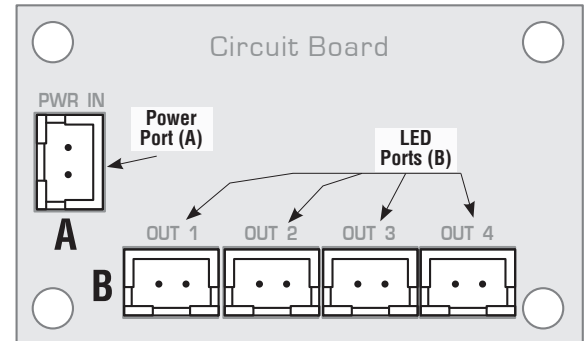 Circuit Board
PWR IN
Power
Port (A)
LED
Ports (B)
A
OUT 1
OUT 2
OUT 3
OUT 4
B